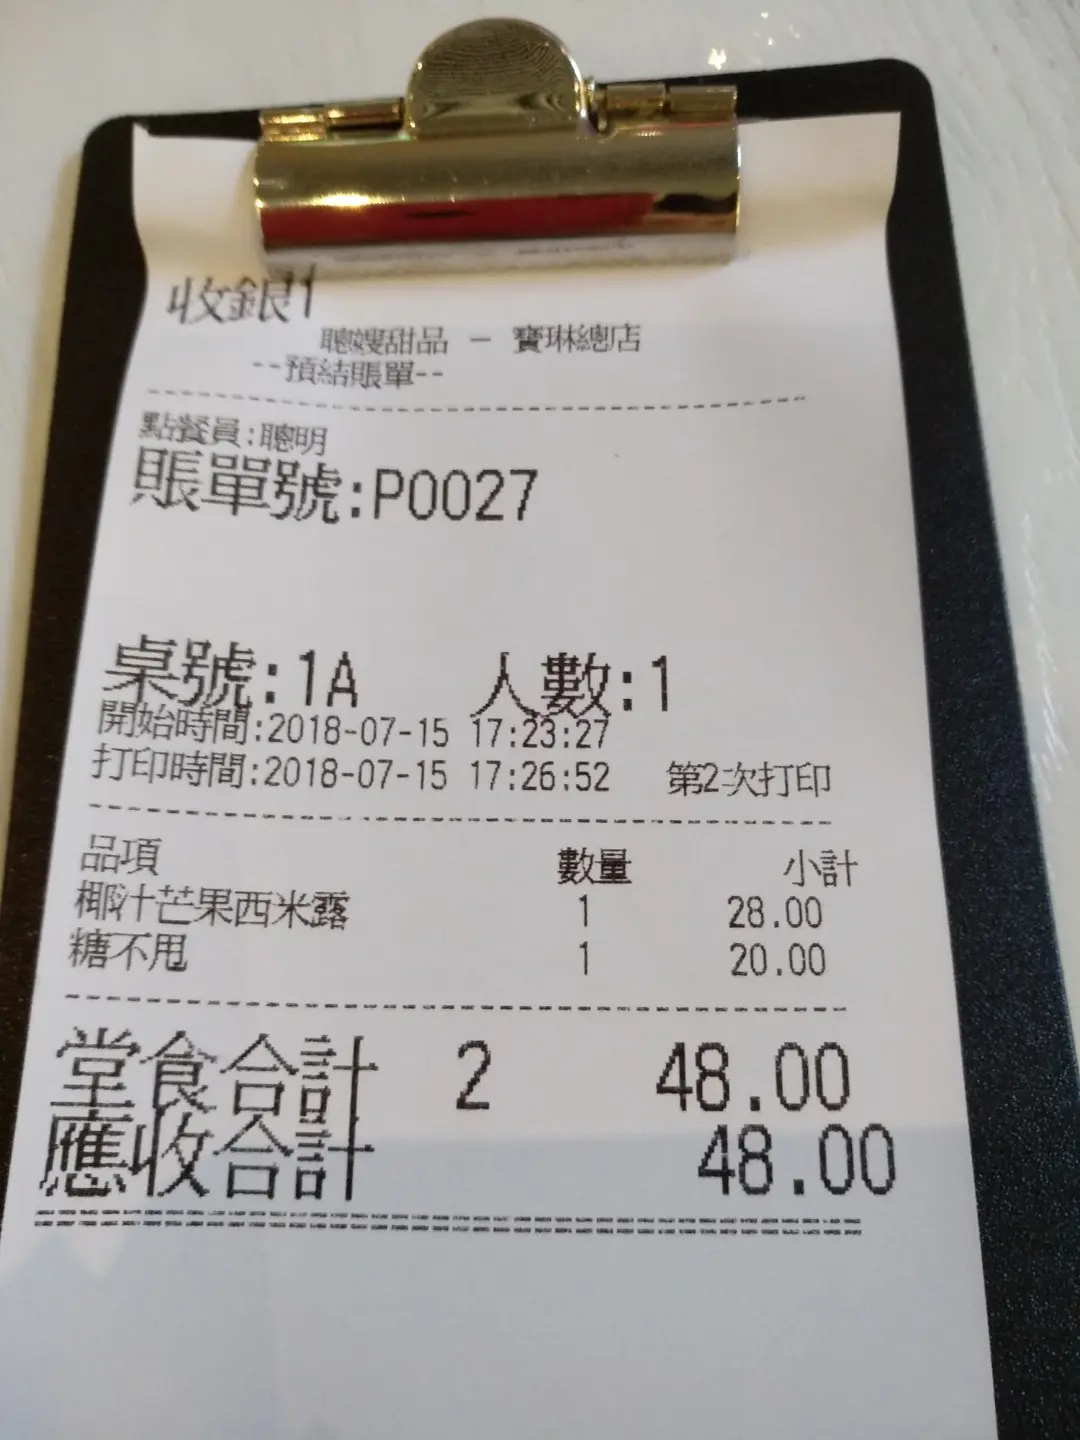 收銀1
聰嫂甜品 - 寶琳總店
--預結賬單--
點餐員:聰明
賬單號:P0027
桌號:1A 人數:1
開始時間:2018-07-15 17:23:27
打印時間:2018-07-15 17:26:52 第2次打印
品項 數量 小計
椰汁芒果西米露 1 28.00
糖不甩 1 20.00
堂食合計 2 48.00
應收合計 48.00